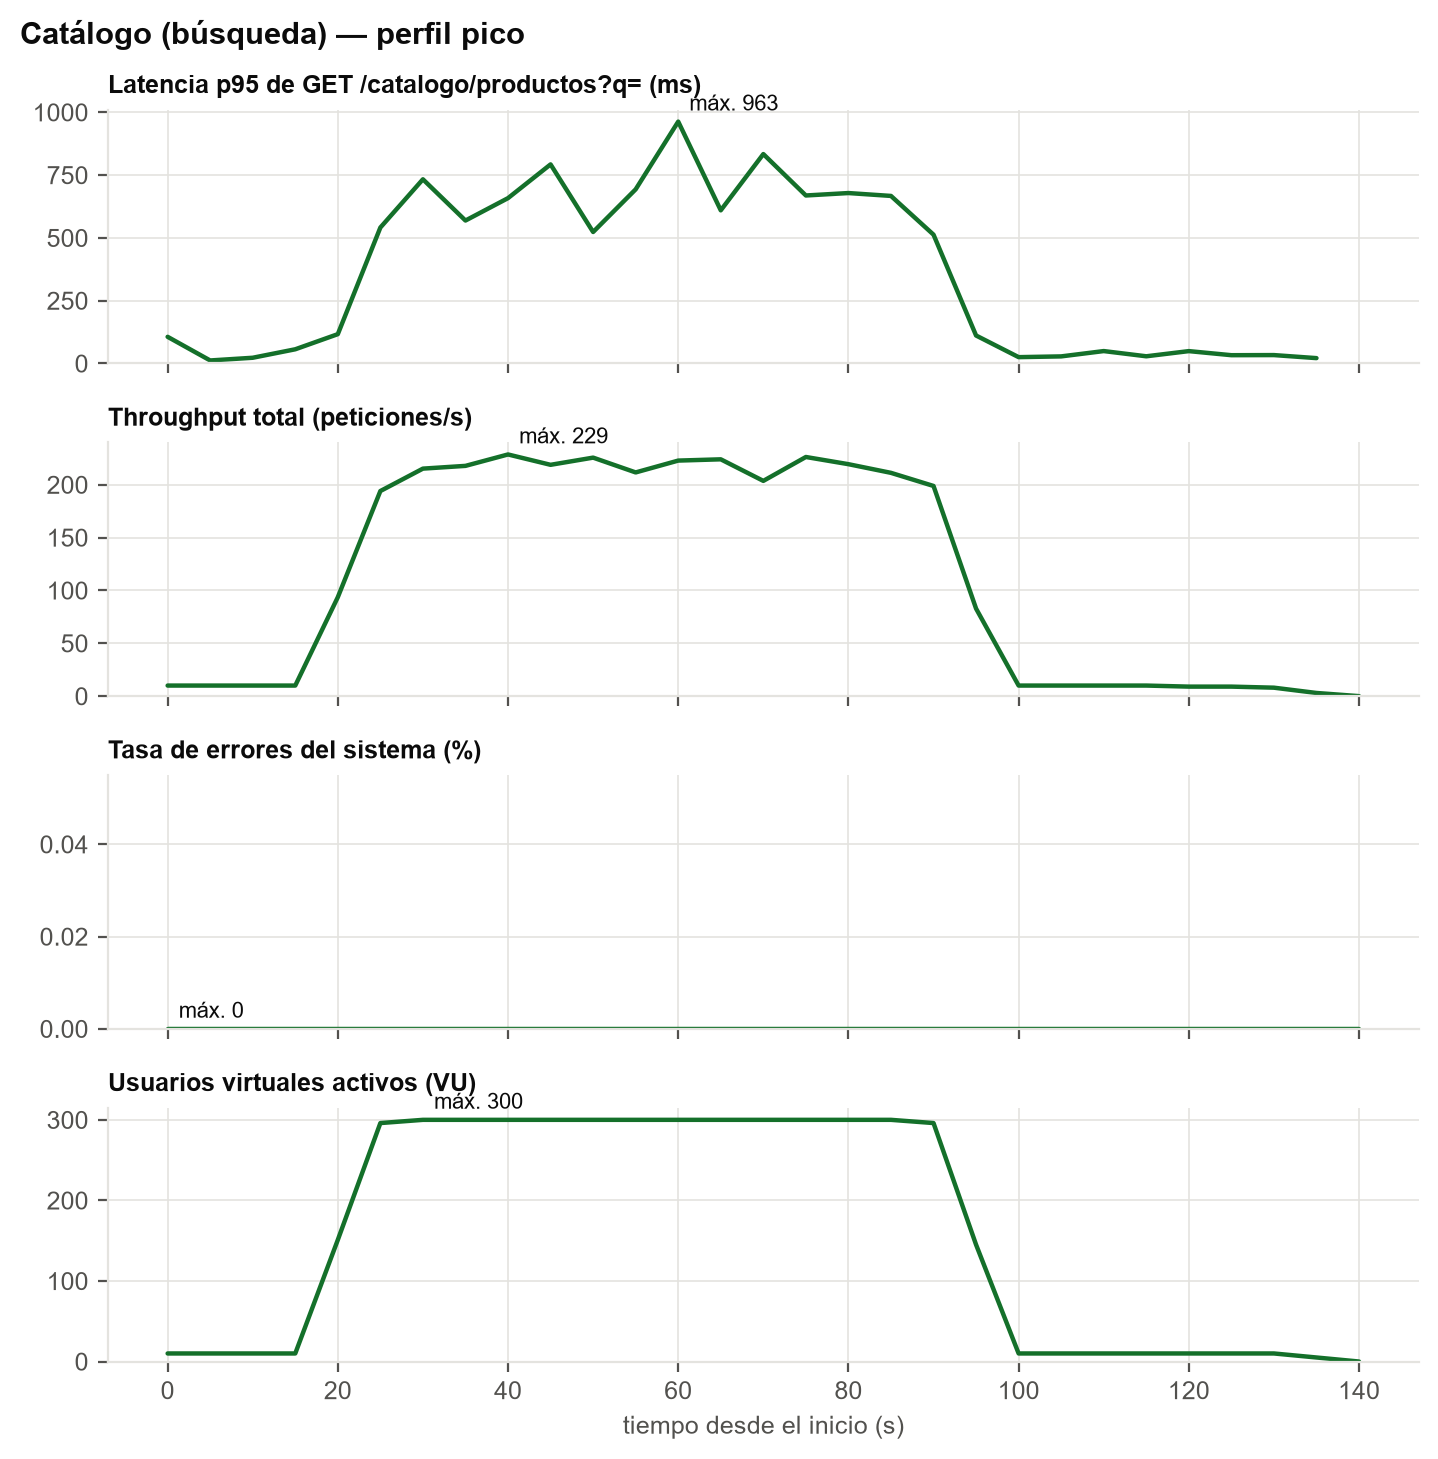 Catálogo (búsqueda) — perfil pico
Latencia p95 de GET /catalogo/productos?q= (ms)
máx. 963
1000
750
500
250
0
Throughput total (peticiones/s)
máx. 229
200
150
100
50
0
Tasa de errores del sistema (%)
0.04
0.02
máx. 0
0.00
Usuarios virtuales activos (VU)
máx. 300
300
200
100
0
0 20 40 60 80 100 120 140
tiempo desde el inicio (s)